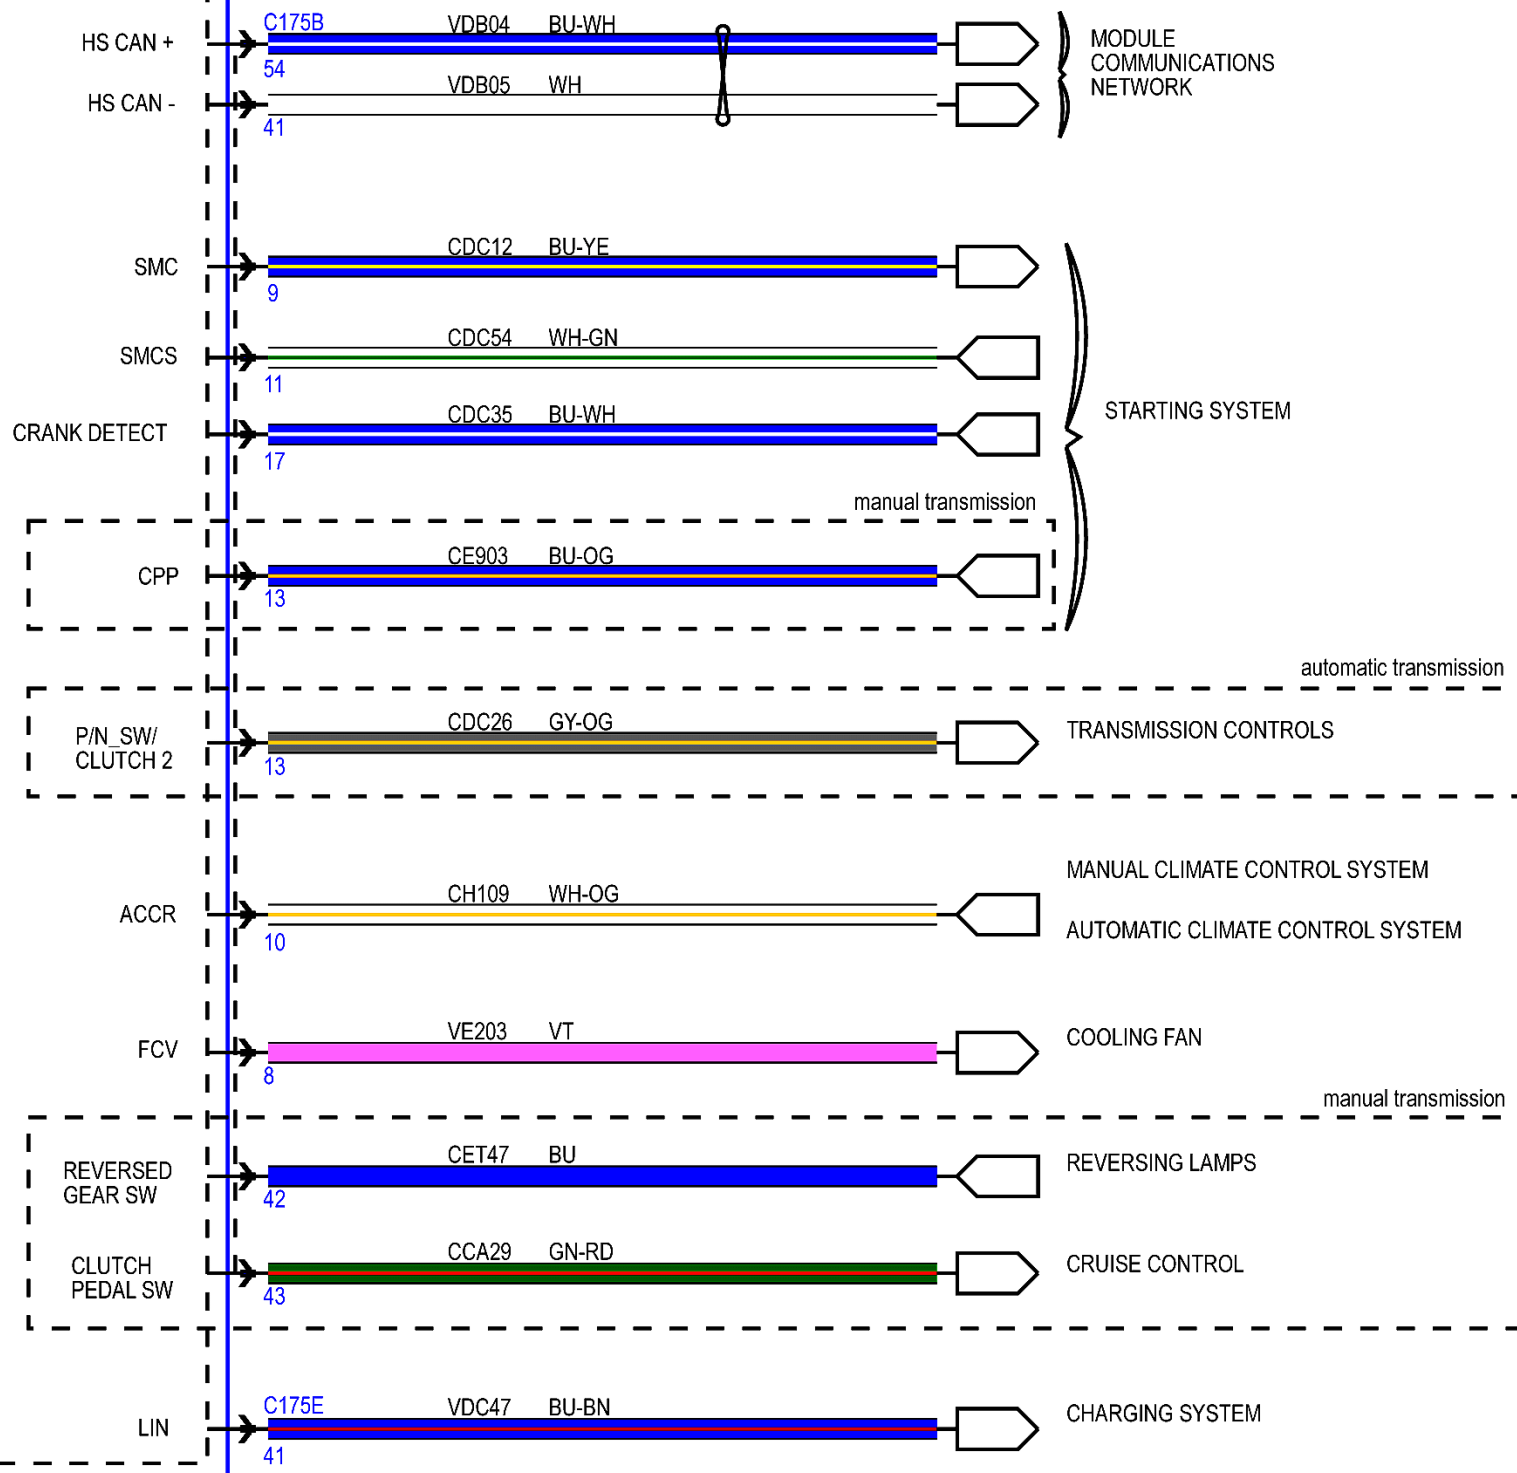 C175B
VDB04 BU-WH
HS CAN +
54
MODULE
COMMUNICATIONS
NETWORK
VDB05 WH
HS CAN -
41
CDC12 BU-YE
SMC
9
CDC54 WH-GN
SMCS
11
CDC35 BU-WH
CRANK DETECT
17
STARTING SYSTEM
manual transmission
CE903 BU-OG
CPP
13
automatic transmission
CDC26 GY-OG
P/N_SW/
CLUTCH 2
13
TRANSMISSION CONTROLS
MANUAL CLIMATE CONTROL SYSTEM
CH109 WH-OG
ACCR
10
AUTOMATIC CLIMATE CONTROL SYSTEM
VE203 VT
FCV
8
COOLING FAN
manual transmission
CET47 BU
REVERSED
GEAR SW
42
REVERSING LAMPS
CCA29 GN-RD
CLUTCH
PEDAL SW
43
CRUISE CONTROL
C175E
VDC47 BU-BN
LIN
41
CHARGING SYSTEM